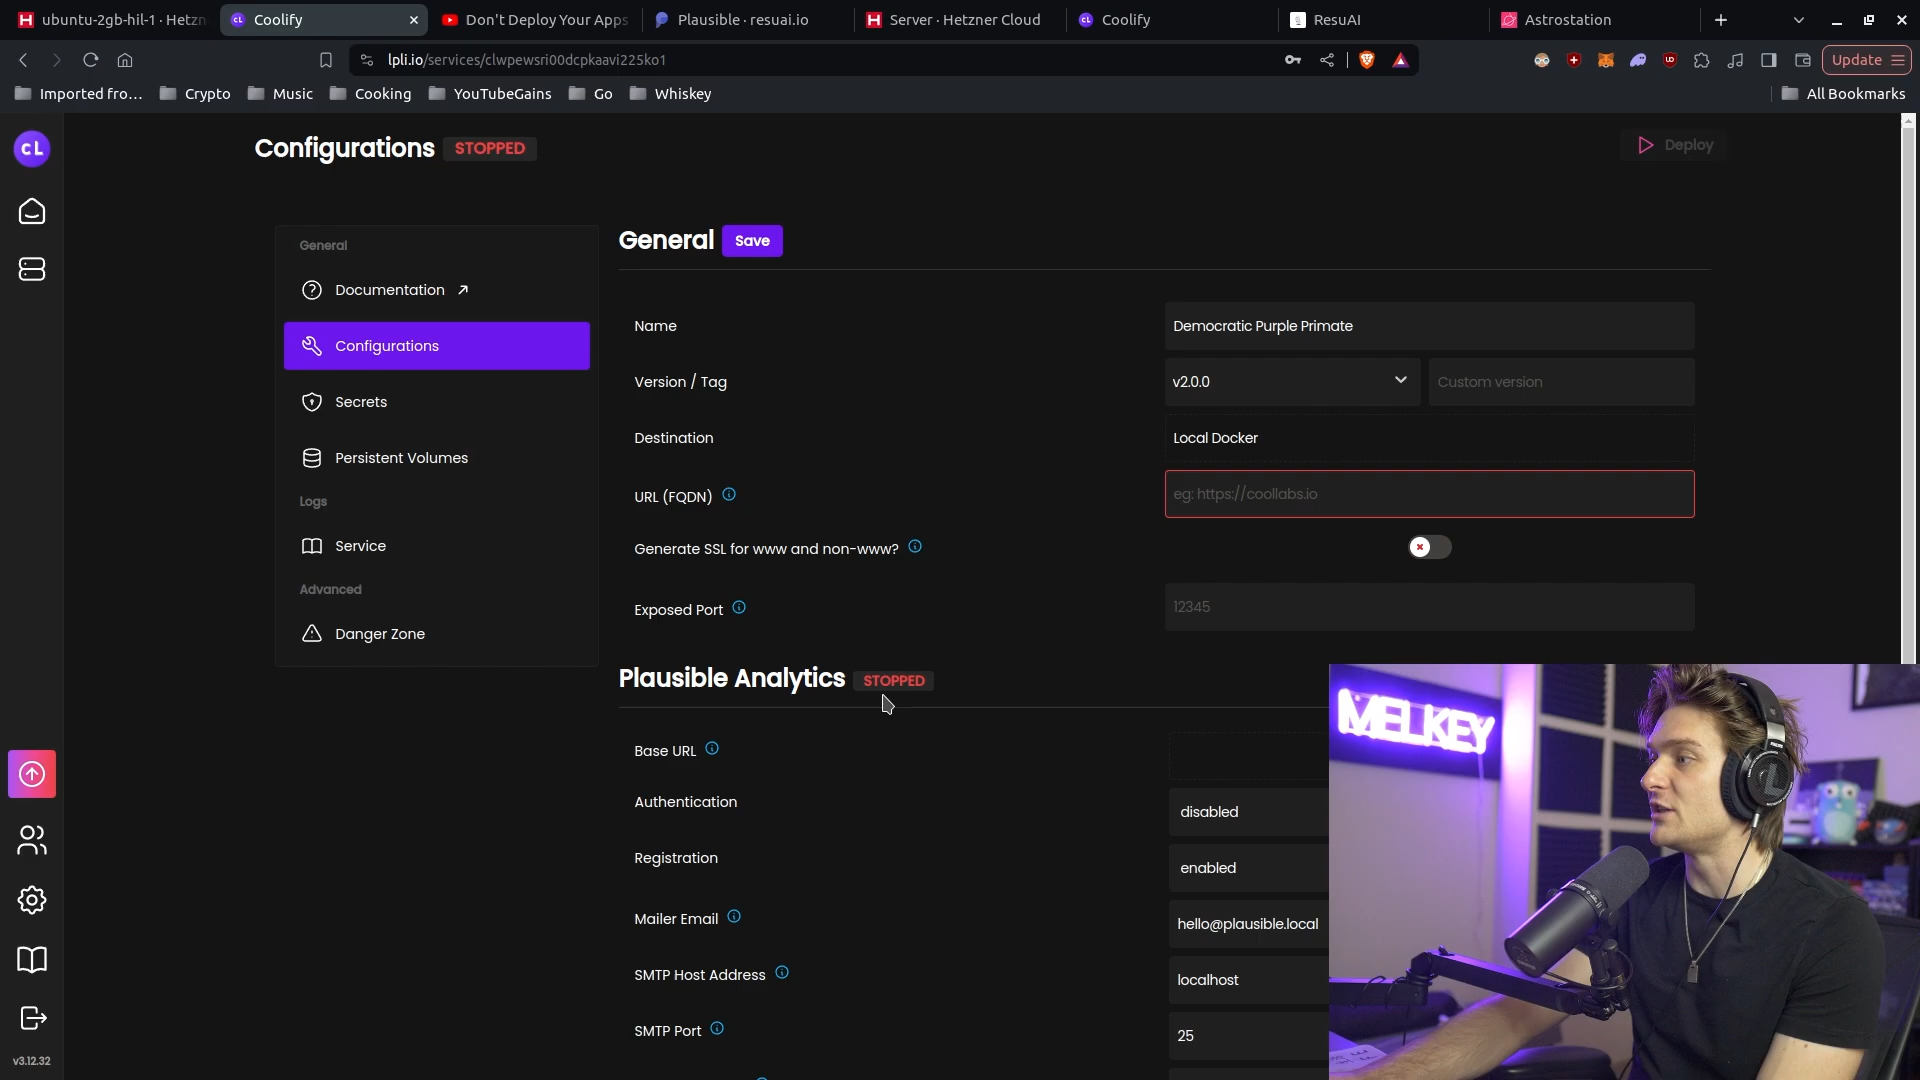 ubuntu-2gb-hil-1 · Hetzn
Coolify
Don't Deploy Your Apps
Plausible · resuai.io
Server · Hetzner Cloud
Coolify
ResuAI
Astrostation
lpli.io/services/clwpewsri00dcpkaavi225ko1
Update
Imported fro...
Crypto
Music
Cooking
YouTubeGains
Go
Whiskey
All Bookmarks
cL
Configurations
STOPPED
Deploy
General
Documentation
Configurations
Secrets
Persistent Volumes
Logs
Service
Advanced
Danger Zone
v3.12.32
General
Save
Name
Democratic Purple Primate
Version / Tag
v2.0.0
Custom version
Destination
Local Docker
URL (FQDN)
eg: https://coollabs.io
Generate SSL for www and non-www?
Exposed Port
12345
Plausible Analytics
STOPPED
Base URL
Authentication
disabled
Registration
enabled
Mailer Email
hello@plausible.local
SMTP Host Address
localhost
SMTP Port
25
MELKEY